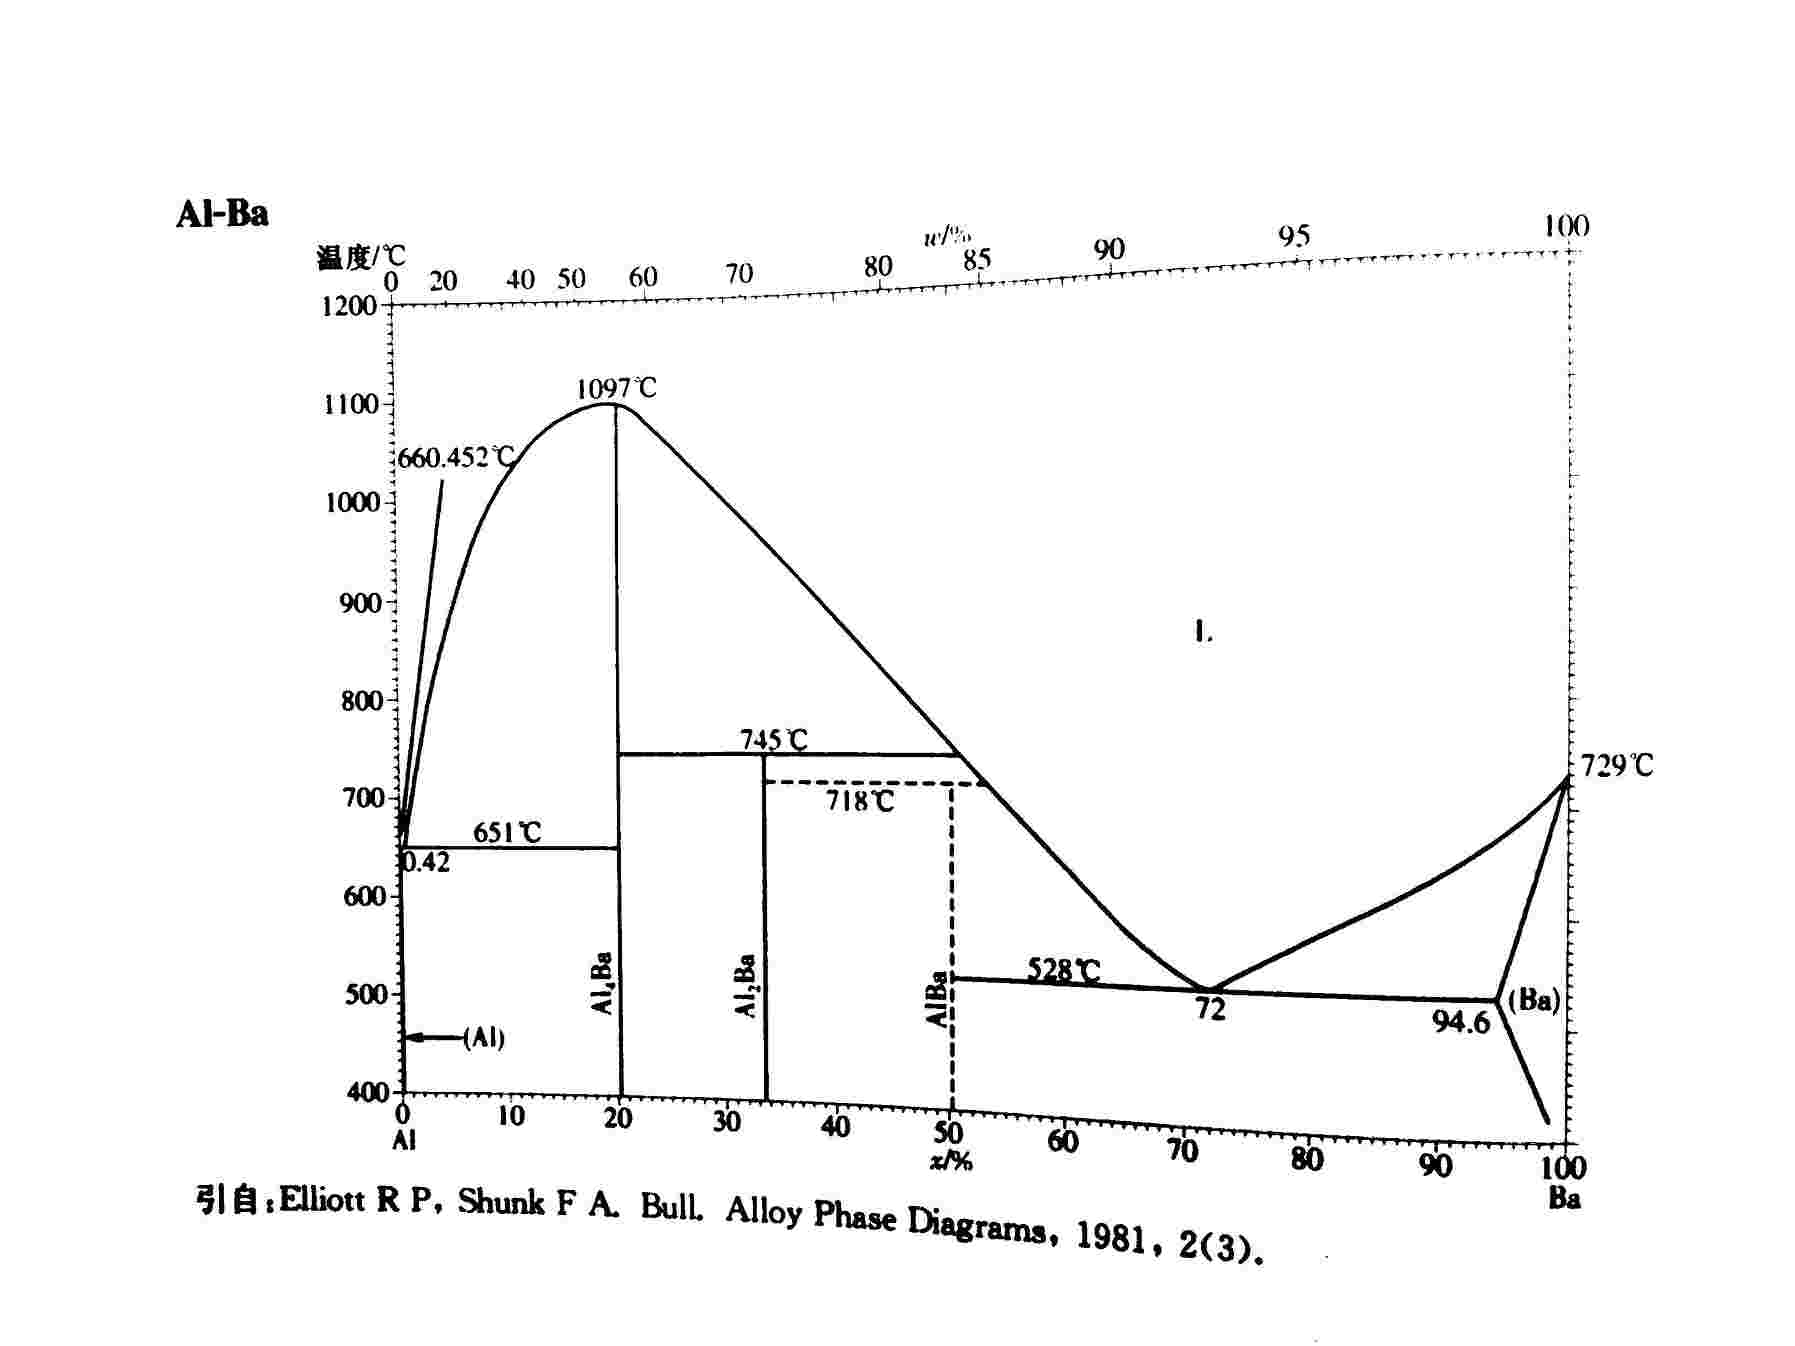 Al-Ba
w/%
温度/℃
0 20 40 50 60 70 80 85 90 95 100
1200
1097℃
1100
660.452℃
1000
900
L
800
745℃
729℃
700
718℃
651℃
0.42
600
528℃
500
Al₄Ba
Al₂Ba
AlBa
72
(Ba)
94.6
(Al)
400
0 10 20 30 40 50 60 70 80 90 100
Al
x/%
Ba
引自:Elliott R P, Shunk F A. Bull. Alloy Phase Diagrams, 1981, 2(3).